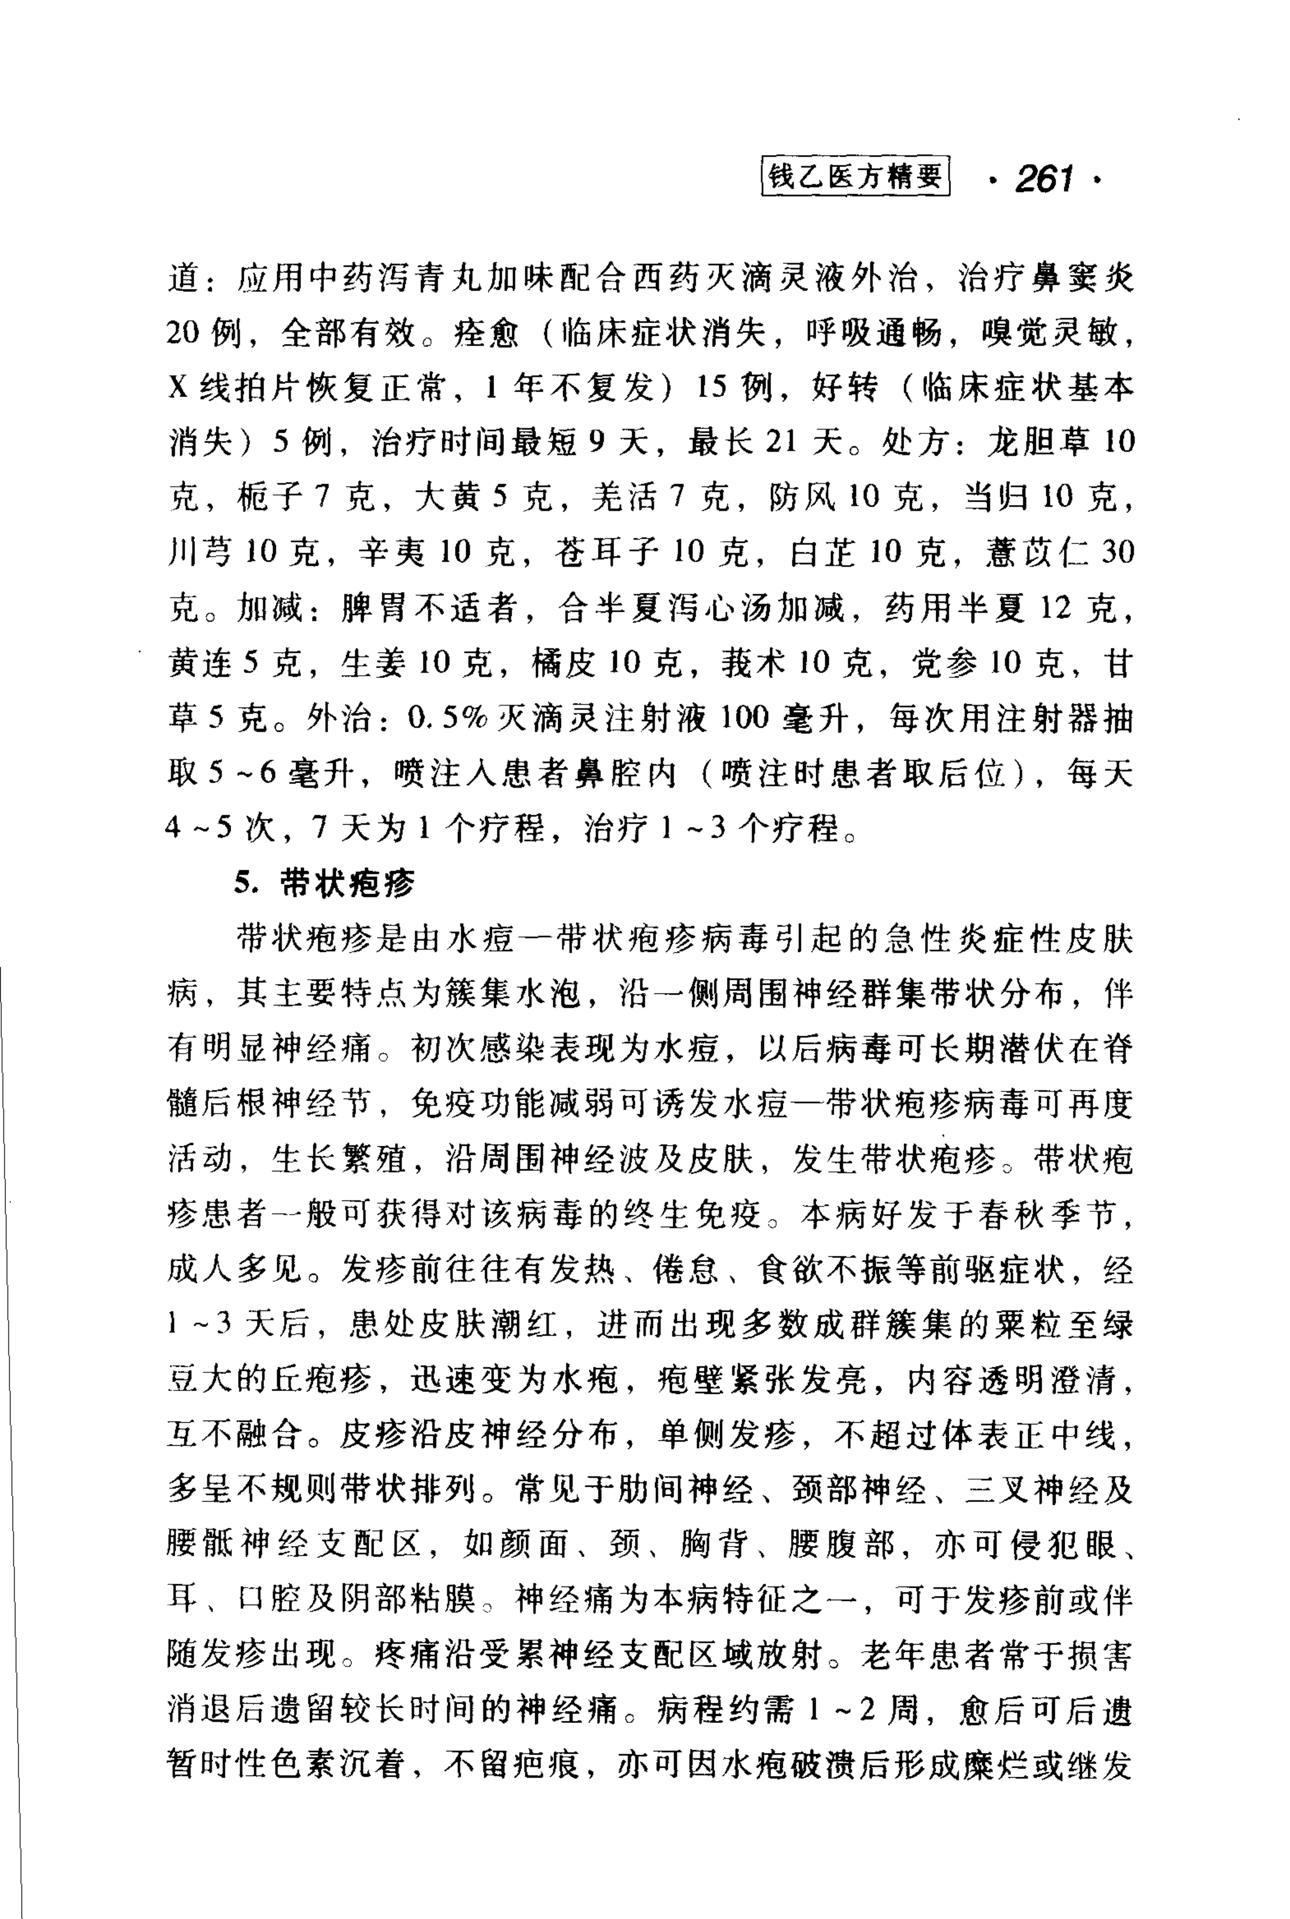 钱乙医方精要 · 261 ·
道：应用中药泻青丸加味配合西药灭滴灵液外治，治疗鼻窦炎
20 例，全部有效。痊愈（临床症状消失，呼吸通畅，嗅觉灵敏，
X 线拍片恢复正常，1 年不复发）15 例，好转（临床症状基本
消失）5 例，治疗时间最短 9 天，最长 21 天。处方：龙胆草 10
克，栀子 7 克，大黄 5 克，羌活 7 克，防风 10 克，当归 10 克，
川芎 10 克，辛夷 10 克，苍耳子 10 克，白芷 10 克，薏苡仁 30
克。加减：脾胃不适者，合半夏泻心汤加减，药用半夏 12 克，
黄连 5 克，生姜 10 克，橘皮 10 克，莪术 10 克，党参 10 克，甘
草 5 克。外治：0.5% 灭滴灵注射液 100 毫升，每次用注射器抽
取 5 ~ 6 毫升，喷注入患者鼻腔内（喷注时患者取后位），每天
4 ~ 5 次，7 天为 1 个疗程，治疗 1 ~ 3 个疗程。
5. 带状疱疹
带状疱疹是由水痘—带状疱疹病毒引起的急性炎症性皮肤
病，其主要特点为簇集水泡，沿一侧周围神经群集带状分布，伴
有明显神经痛。初次感染表现为水痘，以后病毒可长期潜伏在脊
髓后根神经节，免疫功能减弱可诱发水痘—带状疱疹病毒可再度
活动，生长繁殖，沿周围神经波及皮肤，发生带状疱疹。带状疱
疹患者一般可获得对该病毒的终生免疫。本病好发于春秋季节，
成人多见。发疹前往往有发热、倦怠、食欲不振等前驱症状，经
1 ~ 3 天后，患处皮肤潮红，进而出现多数成群簇集的粟粒至绿
豆大的丘疱疹，迅速变为水疱，疱壁紧张发亮，内容透明澄清，
互不融合。皮疹沿皮神经分布，单侧发疹，不超过体表正中线，
多呈不规则带状排列。常见于肋间神经、颈部神经、三叉神经及
腰骶神经支配区，如颜面、颈、胸背、腰腹部，亦可侵犯眼、
耳、口腔及阴部粘膜。神经痛为本病特征之一，可于发疹前或伴
随发疹出现。疼痛沿受累神经支配区域放射。老年患者常于损害
消退后遗留较长时间的神经痛。病程约需 1 ~ 2 周，愈后可后遗
暂时性色素沉着，不留疤痕，亦可因水疱破溃后形成糜烂或继发